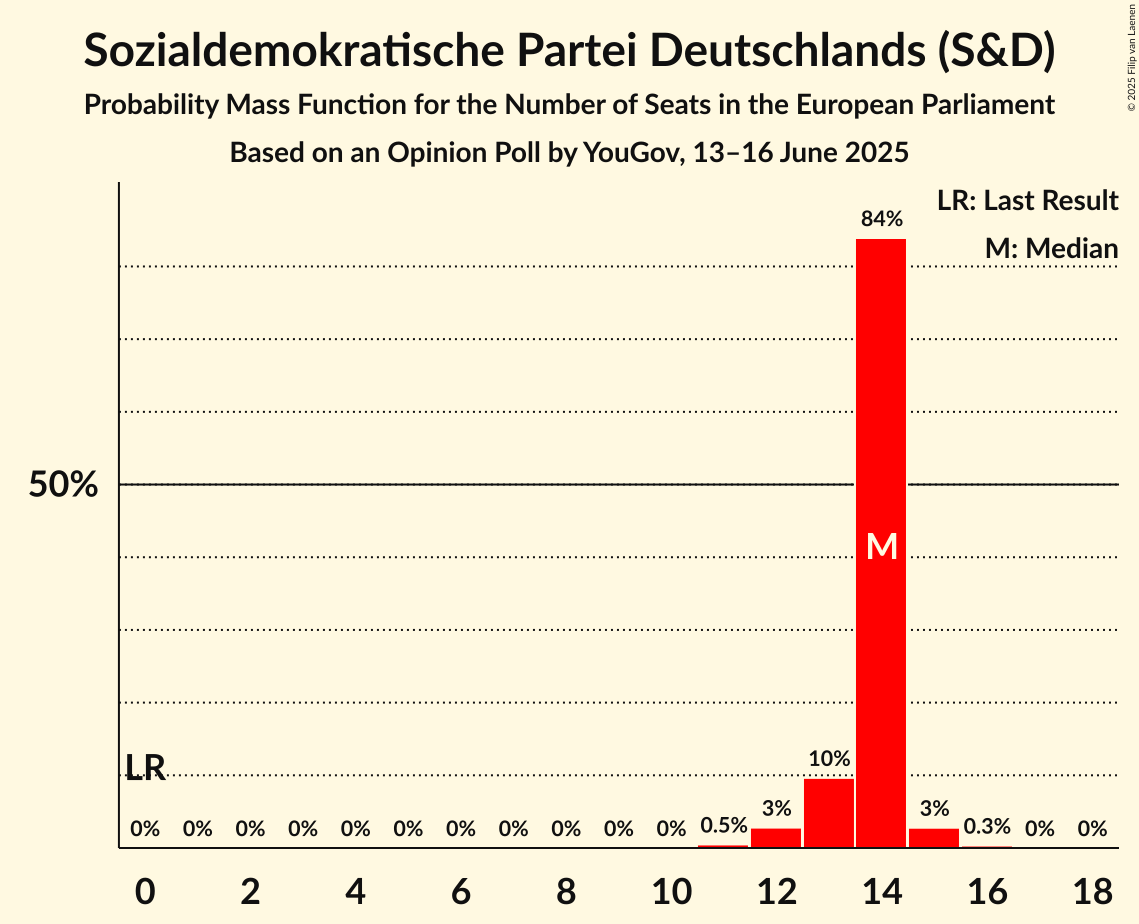 Sozialdemokratische Partei Deutschlands (S&D)
Probability Mass Function for the Number of Seats in the European Parliament
Based on an Opinion Poll by YouGov, 13–16 June 2025
© 2025 Filip van Laenen
LR: Last Result
M: Median
84%
50%
M
LR
10%
3%
3%
0% 0% 0% 0% 0% 0% 0% 0% 0% 0% 0% 0.5% 0.3% 0% 0%
0 2 4 6 8 10 12 14 16 18